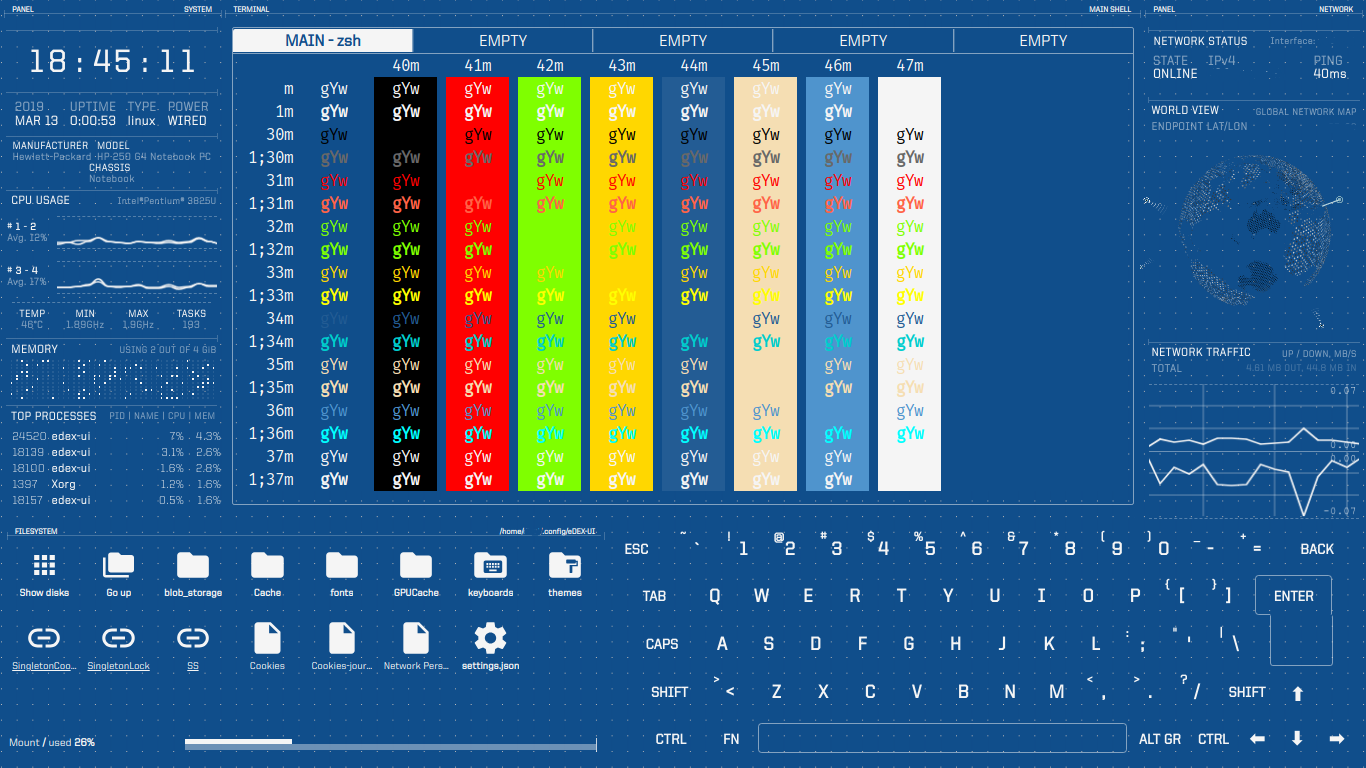 PANEL SYSTEM
18:45:11
2019 UPTIME TYPE POWER
MAR 13 0:00:53 linux WIRED
MANUFACTURER MODEL
Hewlett-Packard HP 250 G4 Notebook PC
CHASSIS
Notebook
CPU USAGE Intel®Pentium® 3825U
# 1 - 2
Avg. 12%
# 3 - 4
Avg. 17%
TEMP MIN MAX TASKS
46°C 1.89GHz 1.9GHz 193
MEMORY USING 2 OUT OF 4 GIB
TOP PROCESSES PID | NAME | CPU | MEM
24520 edex-ui 7% 4.3%
18139 edex-ui 3.1% 2.6%
18100 edex-ui 1.6% 2.8%
1397 Xorg 1.2% 1.6%
18157 edex-ui 0.5% 1.6%
TERMINAL MAIN SHELL
MAIN - zsh EMPTY EMPTY EMPTY EMPTY
40m 41m 42m 43m 44m 45m 46m 47m
m gYw gYw gYw gYw gYw gYw gYw gYw
1m gYw gYw gYw gYw gYw gYw gYw gYw
30m gYw gYw gYw gYw gYw gYw gYw gYw
1;30m gYw gYw gYw gYw gYw gYw gYw gYw gYw
31m gYw gYw gYw gYw gYw gYw gYw gYw
1;31m gYw gYw gYw gYw gYw gYw gYw gYw gYw
32m gYw gYw gYw gYw gYw gYw gYw gYw
1;32m gYw gYw gYw gYw gYw gYw gYw gYw
33m gYw gYw gYw gYw gYw gYw gYw gYw
1;33m gYw gYw gYw gYw gYw gYw gYw gYw gYw
34m gYw gYw gYw gYw gYw gYw gYw gYw
1;34m gYw gYw gYw gYw gYw gYw gYw gYw gYw
35m gYw gYw gYw gYw gYw gYw gYw gYw
1;35m gYw gYw gYw gYw gYw gYw gYw gYw gYw
36m gYw gYw gYw gYw gYw gYw gYw gYw
1;36m gYw gYw gYw gYw gYw gYw gYw gYw gYw
37m gYw gYw gYw gYw gYw gYw gYw gYw
1;37m gYw gYw gYw gYw gYw gYw gYw gYw
PANEL NETWORK
NETWORK STATUS Interface:
STATE IPv4 PING
ONLINE 40ms
WORLD VIEW GLOBAL NETWORK MAP
ENDPOINT LAT/LON
NETWORK TRAFFIC UP / DOWN, MB/S
TOTAL 4.61 MB OUT, 44.8 MB IN
0.07
0.00
0.00
-0.07
FILESYSTEM /home/ .config/eDEX-UI
Show disks Go up blob_storage Cache fonts GPUCache keyboards themes
SingletonCoo... SingletonLock SS Cookies Cookies-jour... Network Pers... settings.json
Mount / used 26%
~ ! @ # $ % ^ & * ( ) _ +
ESC ` 1 2 3 4 5 6 7 8 9 0 - = BACK
{ }
TAB Q W E R T Y U I O P [ ] ENTER
: " |
CAPS A S D F G H J K L ; ' \
> < > ?
SHIFT < Z X C V B N M , . / SHIFT
CTRL FN ALT GR CTRL